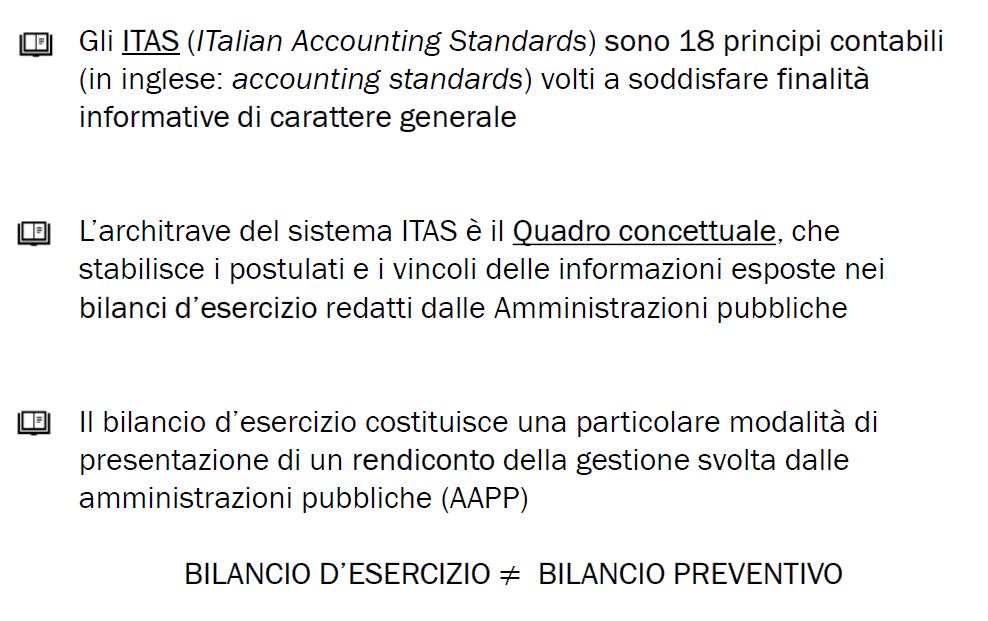 Gli ITAS (ITalian Accounting Standards) sono 18 principi contabili
(in inglese: accounting standards) volti a soddisfare finalità
informative di carattere generale
L’architrave del sistema ITAS è il Quadro concettuale, che
stabilisce i postulati e i vincoli delle informazioni esposte nei
bilanci d’esercizio redatti dalle Amministrazioni pubbliche
Il bilancio d’esercizio costituisce una particolare modalità di
presentazione di un rendiconto della gestione svolta dalle
amministrazioni pubbliche (AAPP)
BILANCIO D’ESERCIZIO ≠ BILANCIO PREVENTIVO